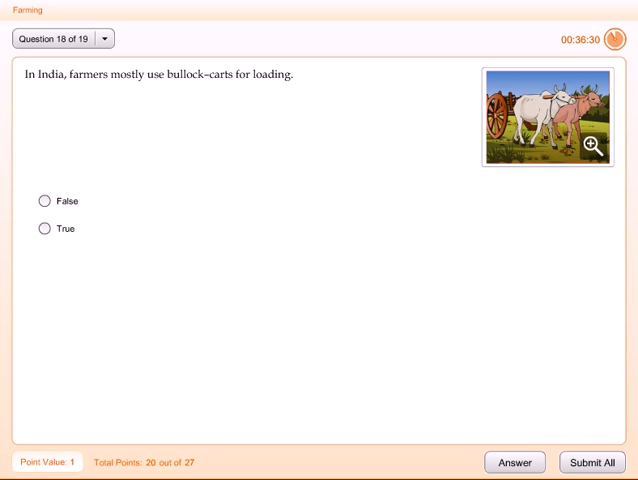 Farming
Question 18 of 19
00:36:30
In India, farmers mostly use bullock-carts for loading.
False
True
Point Value: 1
Total Points: 20 out of 27
Answer
Submit All